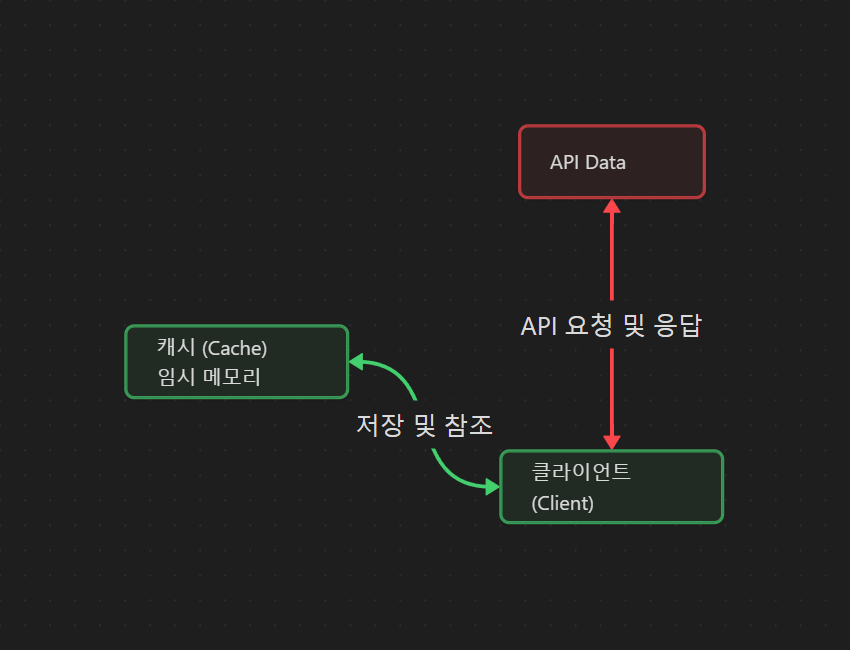 API Data
API 요청 및 응답
캐시 (Cache)
임시 메모리
저장 및 참조
클라이언트
(Client)